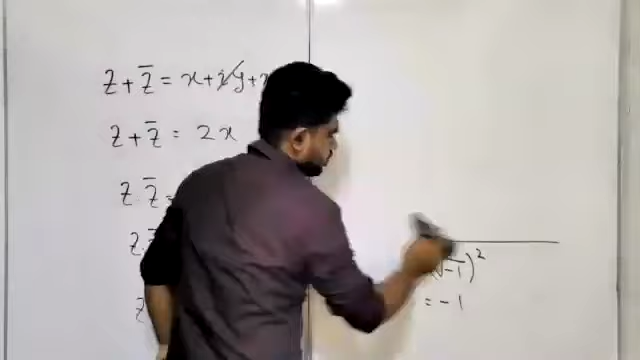 z + z̄ = x + iy +
z + z̄ = 2x
z · z̄ =
z ·
z
(√-1)²
= -1